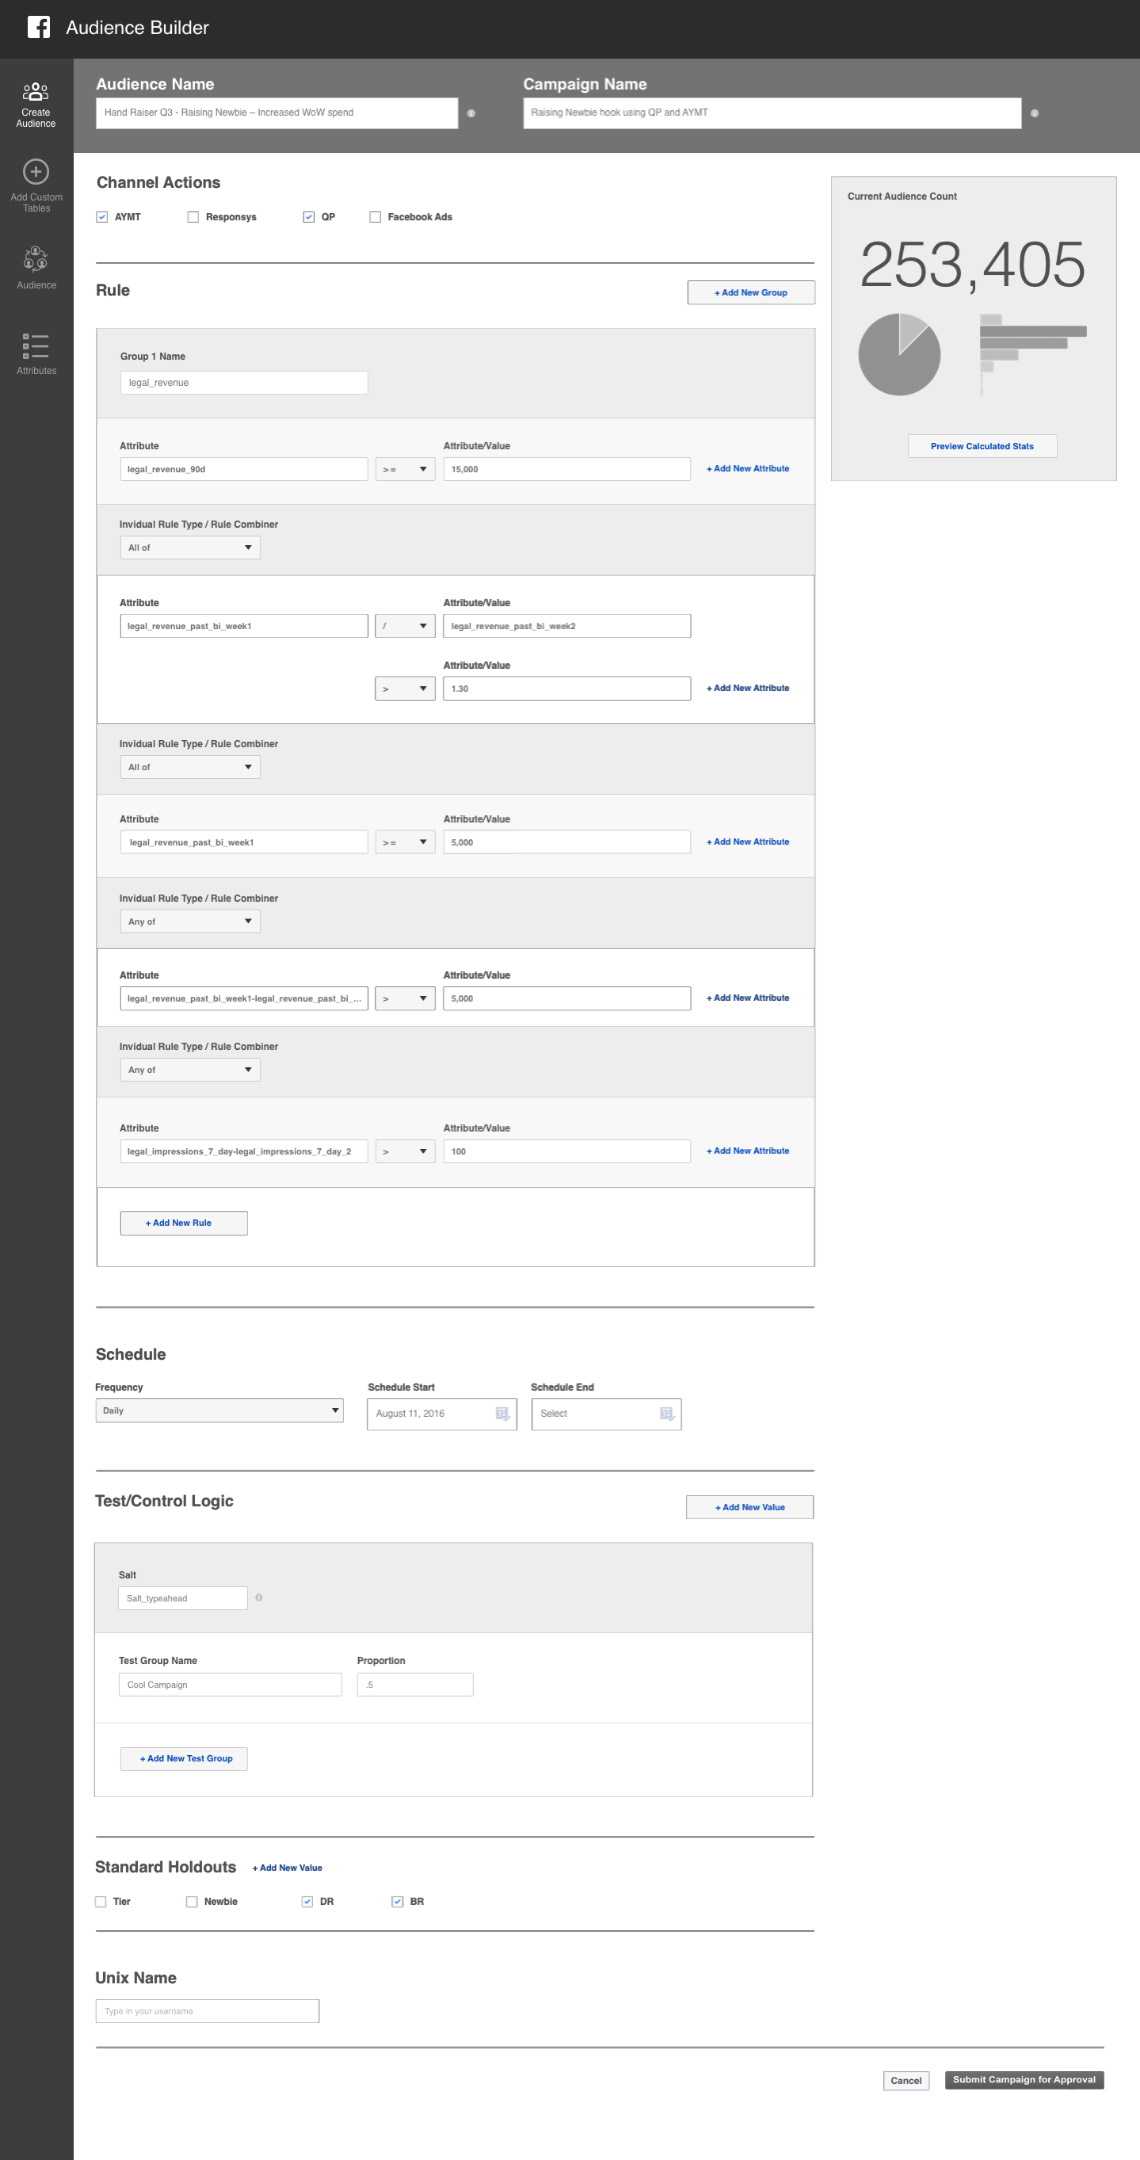 Audience Builder
Create
Audience
Add Custom
Tables
Audience
Attributes
Audience Name
Campaign Name
Hand Raiser Q3 - Raising Newbie – Increased WoW spend
Raising Newbie hook using QP and AYMT
Channel Actions
AYMT
Responsys
QP
Facebook Ads
Current Audience Count
253,405
Preview Calculated Stats
Rule
+ Add New Group
Group 1 Name
legal_revenue
Attribute
Attribute/Value
legal_revenue_90d
>=
15,000
+ Add New Attribute
Invidual Rule Type / Rule Combiner
All of
Attribute
Attribute/Value
legal_revenue_past_bi_week1
/
legal_revenue_past_bi_week2
Attribute/Value
>
1.30
+ Add New Attribute
Invidual Rule Type / Rule Combiner
All of
Attribute
Attribute/Value
legal_revenue_past_bi_week1
>=
5,000
+ Add New Attribute
Invidual Rule Type / Rule Combiner
Any of
Attribute
Attribute/Value
legal_revenue_past_bi_week1-legal_revenue_past_bi_...
>
5,000
+ Add New Attribute
Invidual Rule Type / Rule Combiner
Any of
Attribute
Attribute/Value
legal_impressions_7_day-legal_impressions_7_day_2
>
100
+ Add New Attribute
+ Add New Rule
Schedule
Frequency
Schedule Start
Schedule End
Daily
August 11, 2016
Select
Test/Control Logic
+ Add New Value
Salt
Salt_typeahead
Test Group Name
Proportion
Cool Campaign
.5
+ Add New Test Group
Standard Holdouts
+ Add New Value
Tier
Newbie
DR
BR
Unix Name
Type in your username
Cancel
Submit Campaign for Approval